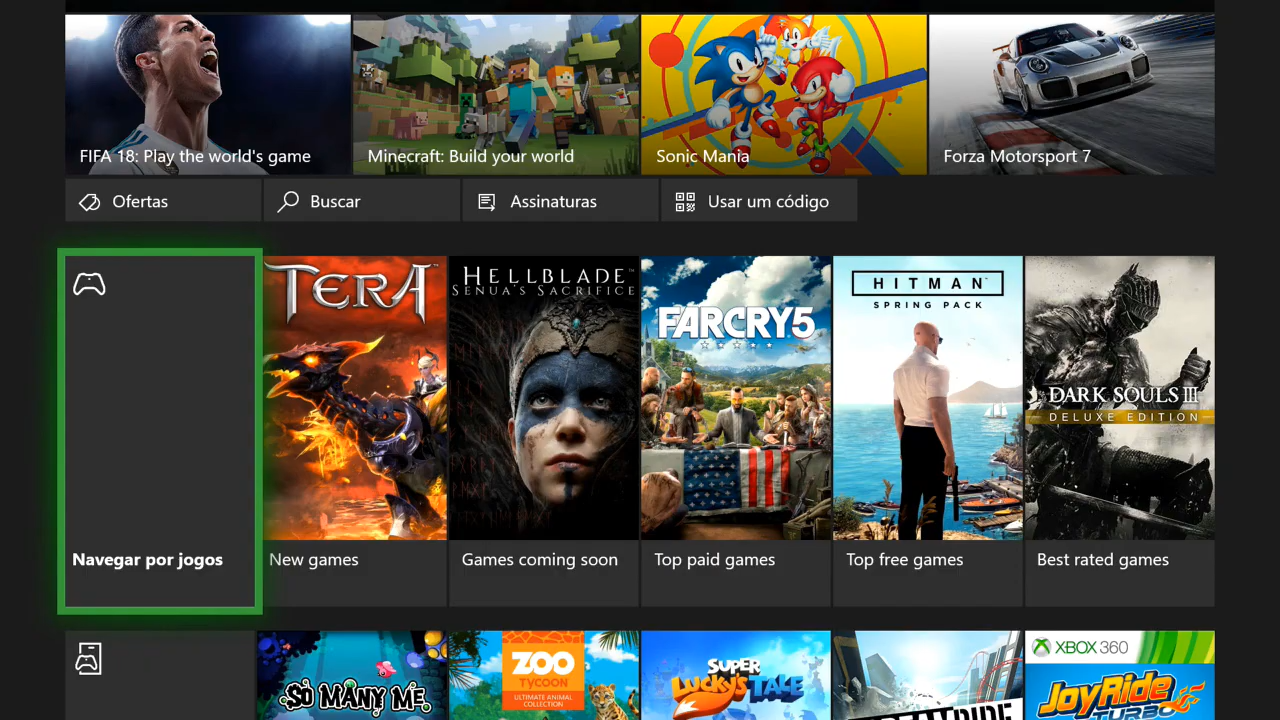 FIFA 18: Play the world's game
Minecraft: Build your world
Sonic Mania
Forza Motorsport 7
Ofertas
Buscar
Assinaturas
Usar um código
TERA
HELLBLADE™
SENUA'S SACRIFICE
FARCRY5
HITMAN™
SPRING PACK
DARK SOULS III
DELUXE EDITION
Navegar por jogos
New games
Games coming soon
Top paid games
Top free games
Best rated games
SO MANY ME.
ZOO
TYCOON
ULTIMATE ANIMAL
COLLECTION
SUPER
LUCKY'S TALE
XBOX 360
JoyRide
TURBO